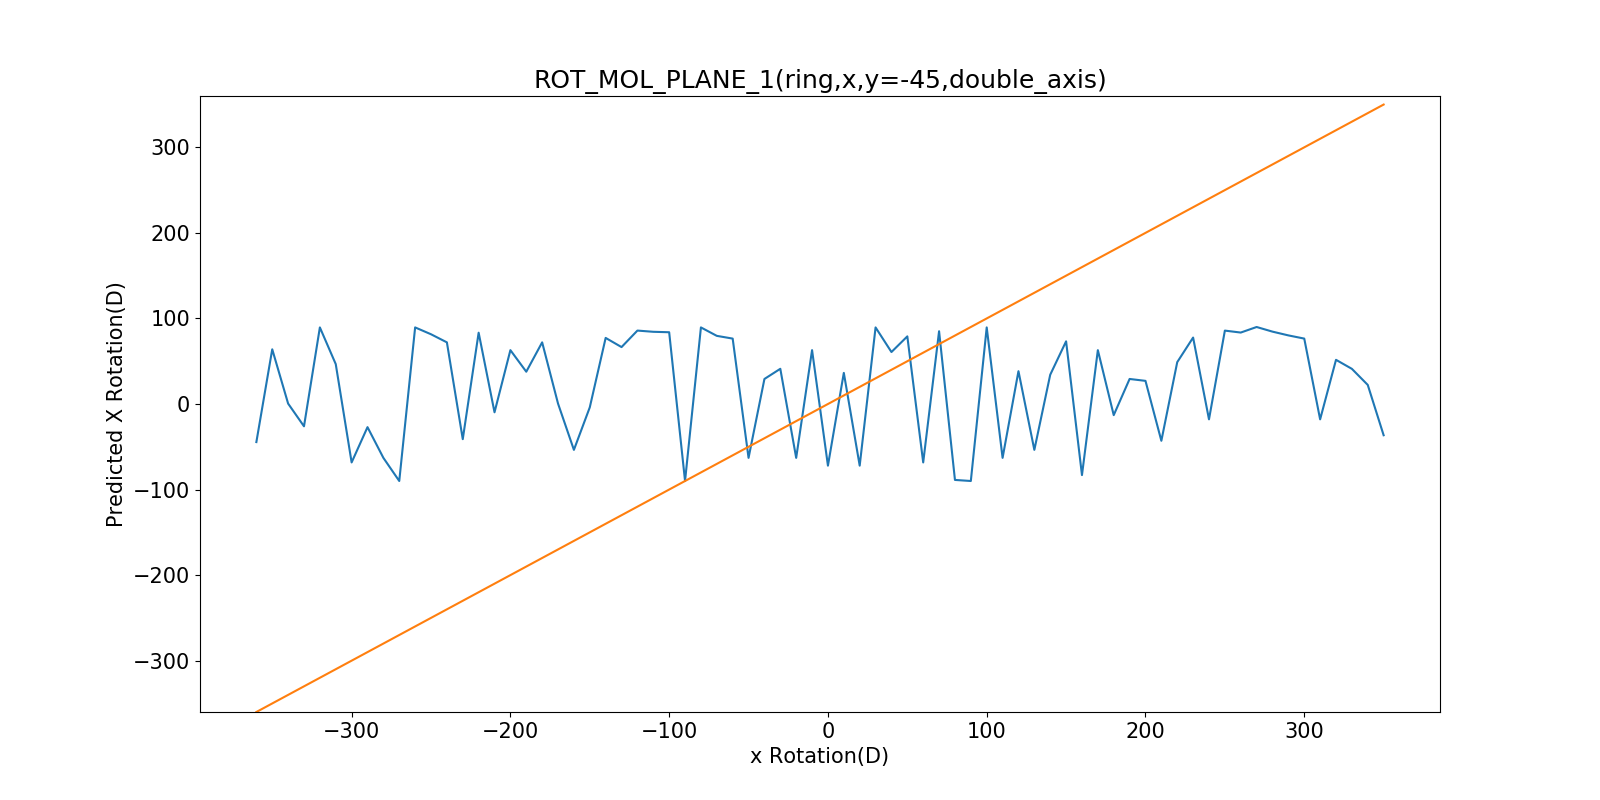 ROT_MOL_PLANE_1(ring,x,y=-45,double_axis)
300
200
100
0
−100
−200
−300
Predicted X Rotation(D)
−300 −200 −100 0 100 200 300
x Rotation(D)